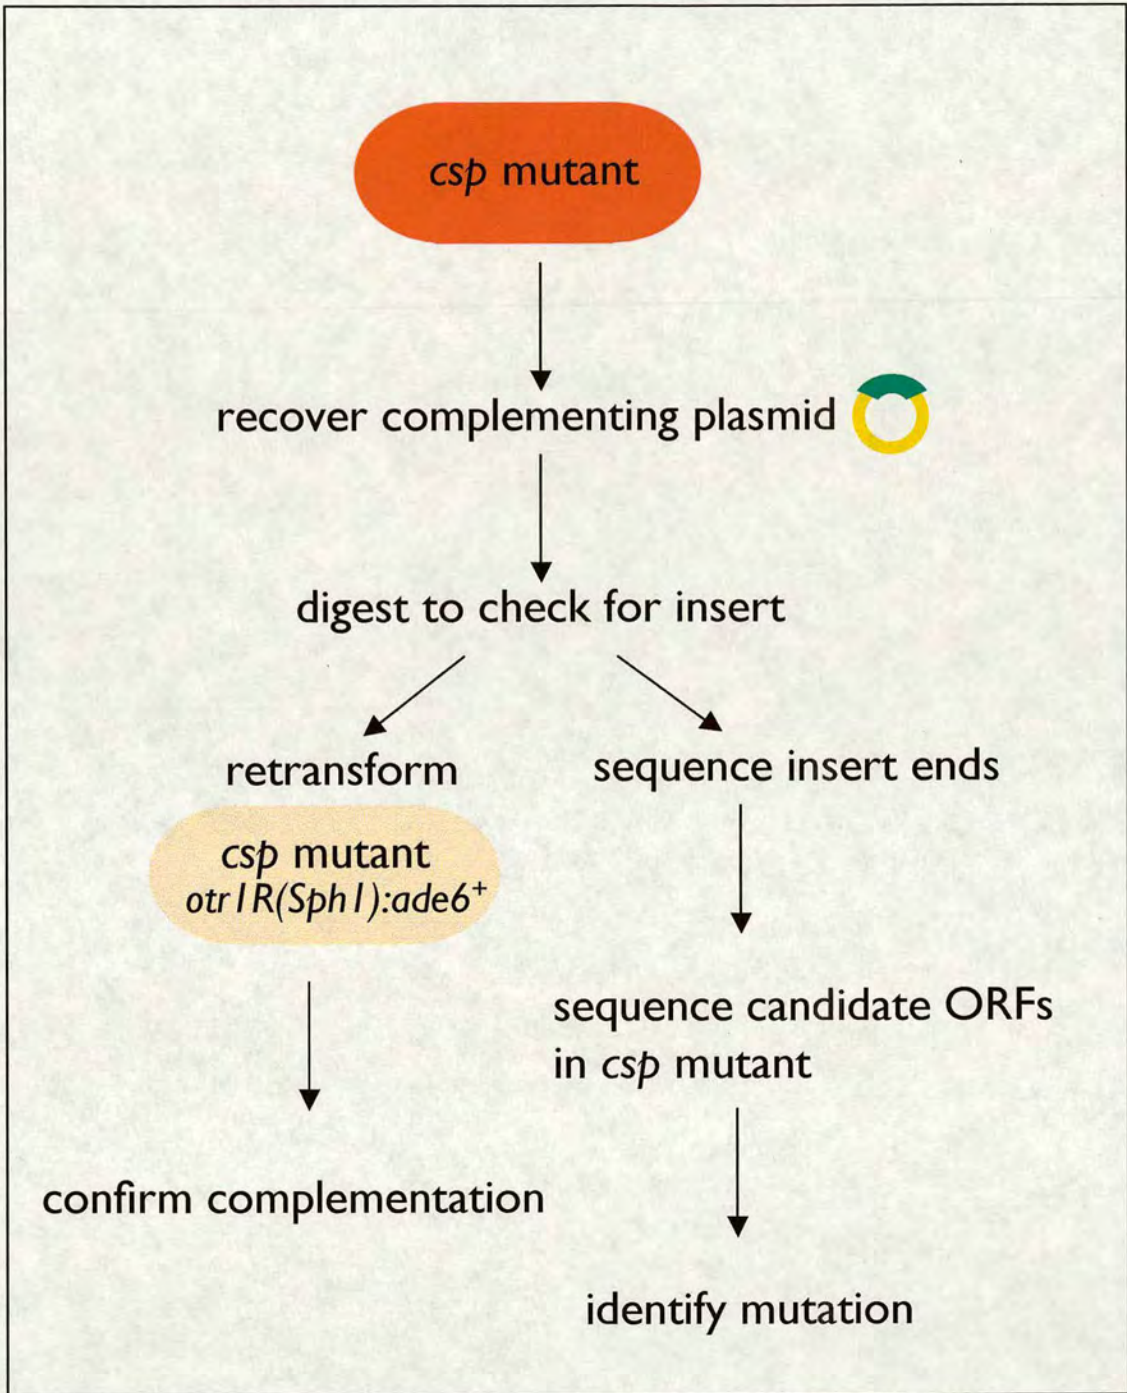 csp mutant
recover complementing plasmid
digest to check for insert
retransform
csp mutant
otr1R(Sph1):ade6+
confirm complementation
sequence insert ends
sequence candidate ORFs
in csp mutant
identify mutation